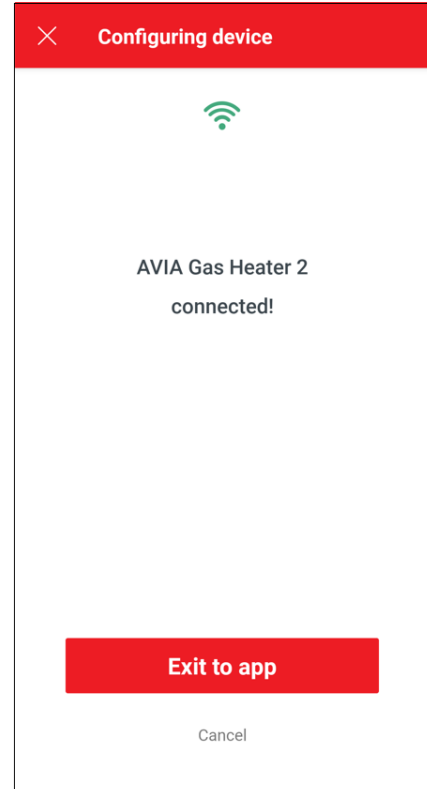 Configuring device
AVIA Gas Heater 2
connected!
Exit to app
Cancel